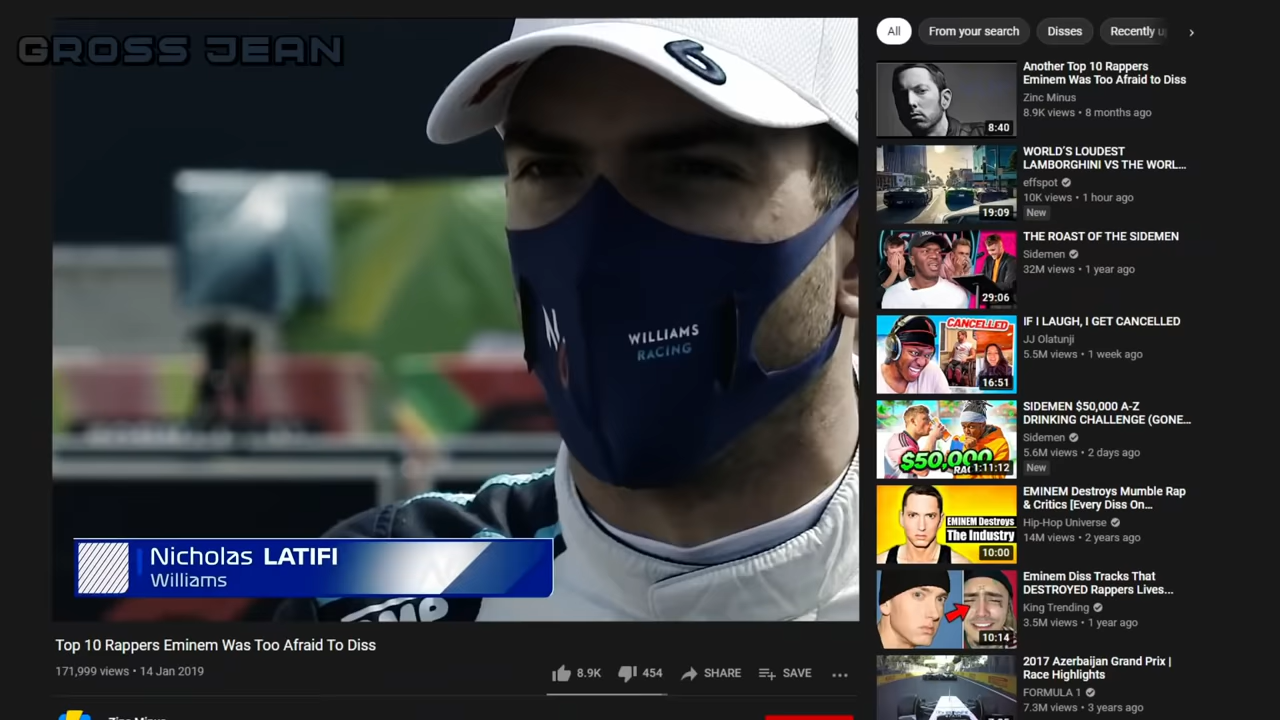 GROSS JEAN
6
WILLIAMS
RACING
Nicholas LATIFI
Williams
Top 10 Rappers Eminem Was Too Afraid To Diss
171,999 views • 14 Jan 2019
8.9K
454
SHARE
SAVE
Zinc Minus
All
From your search
Disses
Recently
Another Top 10 Rappers
Eminem Was Too Afraid to Diss
Zinc Minus
8.9K views • 8 months ago
8:40
WORLD'S LOUDEST
LAMBORGHINI VS THE WORL...
effspot
10K views • 1 hour ago
New
19:09
THE ROAST OF THE SIDEMEN
Sidemen
32M views • 1 year ago
29:06
CANCELLED
IF I LAUGH, I GET CANCELLED
JJ Olatunji
5.5M views • 1 week ago
16:51
SIDEMEN $50,000 A-Z
DRINKING CHALLENGE (GONE...
Sidemen
5.6M views • 2 days ago
New
$50,000
1:11:12
EMINEM Destroys Mumble Rap
& Critics [Every Diss On...
Hip-Hop Universe
14M views • 2 years ago
EMINEM Destroys
The Industry
10:00
Eminem Diss Tracks That
DESTROYED Rappers Lives...
King Trending
3.5M views • 1 year ago
10:14
2017 Azerbaijan Grand Prix |
Race Highlights
FORMULA 1
7.3M views • 3 years ago